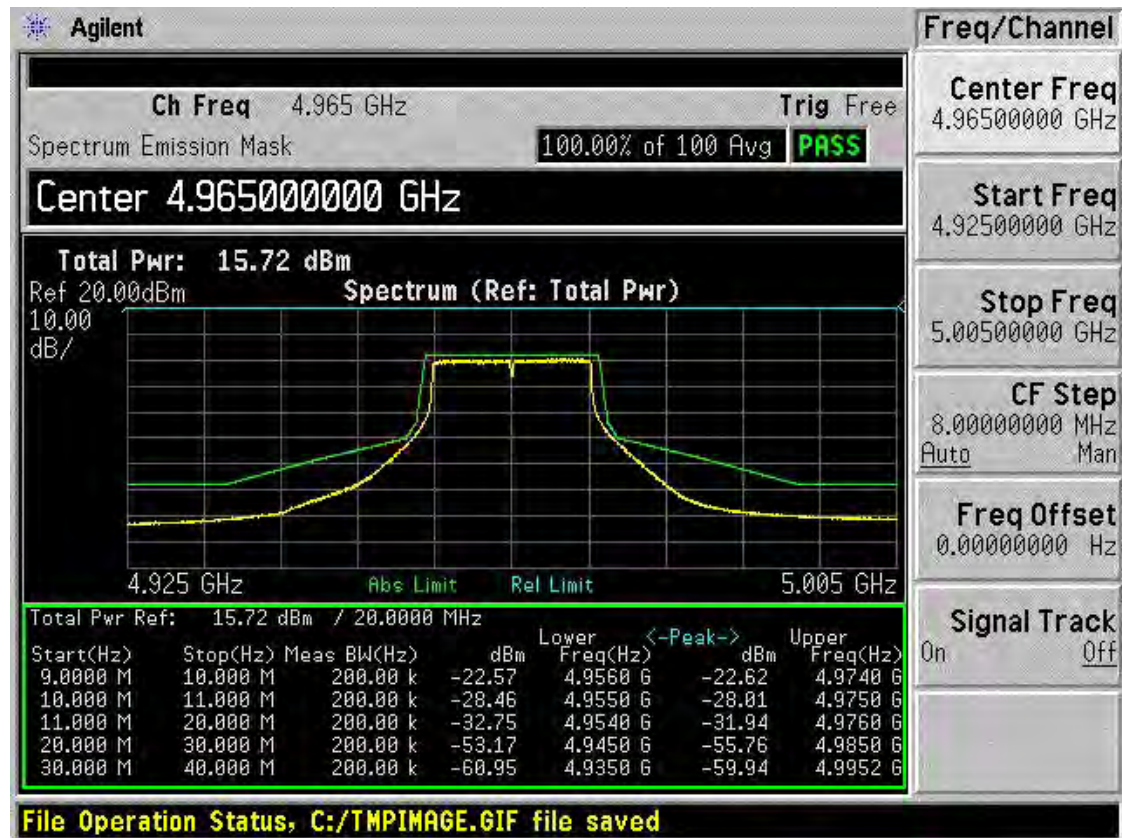 Agilent
Freq/Channel
Ch Freq 4.965 GHz Trig Free
Spectrum Emission Mask 100.00% of 100 Avg PASS
Center 4.965000000 GHz
Total Pwr: 15.72 dBm
Ref 20.00dBm Spectrum (Ref: Total Pwr)
10.00
dB/
4.925 GHz Abs Limit Rel Limit 5.005 GHz
Total Pwr Ref: 15.72 dBm / 20.0000 MHz
Lower <-Peak-> Upper
Start(Hz) Stop(Hz) Meas BW(Hz) dBm Freq(Hz) dBm Freq(Hz)
9.0000 M 10.000 M 200.00 k -22.57 4.9560 G -22.62 4.9740 G
10.000 M 11.000 M 200.00 k -28.46 4.9550 G -28.01 4.9750 G
11.000 M 20.000 M 200.00 k -32.75 4.9540 G -31.94 4.9760 G
20.000 M 30.000 M 200.00 k -53.17 4.9450 G -55.76 4.9850 G
30.000 M 40.000 M 200.00 k -60.95 4.9350 G -59.94 4.9952 G
Center Freq
4.96500000 GHz
Start Freq
4.92500000 GHz
Stop Freq
5.00500000 GHz
CF Step
8.00000000 MHz
Auto Man
Freq Offset
0.00000000 Hz
Signal Track
On Off
File Operation Status, C:/TMPIMAGE.GIF file saved